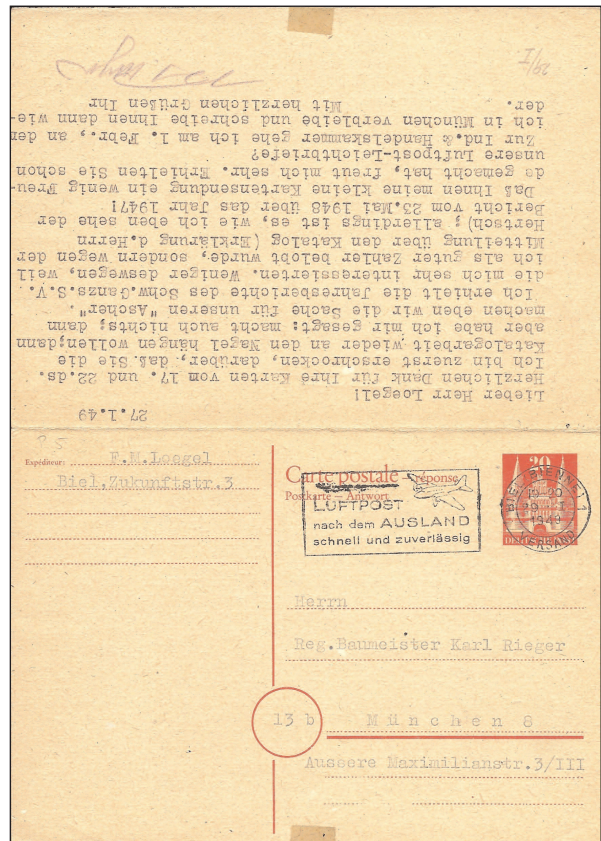 27.1.49
Lieber Herr Loegel!
Herzlichen Dank für Ihre Karten vom 17. und 22.ds.
Ich bin zuerst erschrocken, darüber, daß Sie die
Katalogarbeit wieder an den Nagel hängen wollen;dann
aber habe ich mir gesagt: macht auch nichts; dann
machen eben wir die Sache für unseren "Ascher".
Ich erhielt die Jahresberichte des Schw.Ganzs.S.V.
die mich sehr interessierten. Weniger deswegen, weil
ich als guter Zahler belobt wurde, sondern wegen der
Mitteilung über den Katalog (Erklärung d.Herrn
Hertsch); allerdings ist es, wie ich eben sehe der
Bericht vom 23.Mai 1948 über das Jahr 1947!
Daß Ihnen meine kleine Kartensendung ein wenig Freu-
de gemacht hat, freut mich sehr. Erhielten Sie schon
unsere Luftpost-Leichtbriefe?
Zur Ind.& Handelskammer gehe ich am 1. Febr., an dem
ich in München verbleibe und schreibe Ihnen dann wie-
der. Mit herzlichen Grüßen Ihr
29/I
Expéditeur: F.M.Loegel
Biel,Zukunftstr.3
Carte postale réponse
Postkarte – Antwort
LUFTPOST
nach dem AUSLAND
schnell und zuverlässig
BIEL BIENNE 1
1949
VERSAND
Herrn
Reg.Baumeister Karl Rieger
13 b München 8
Aussere Maximilianstr.3/III